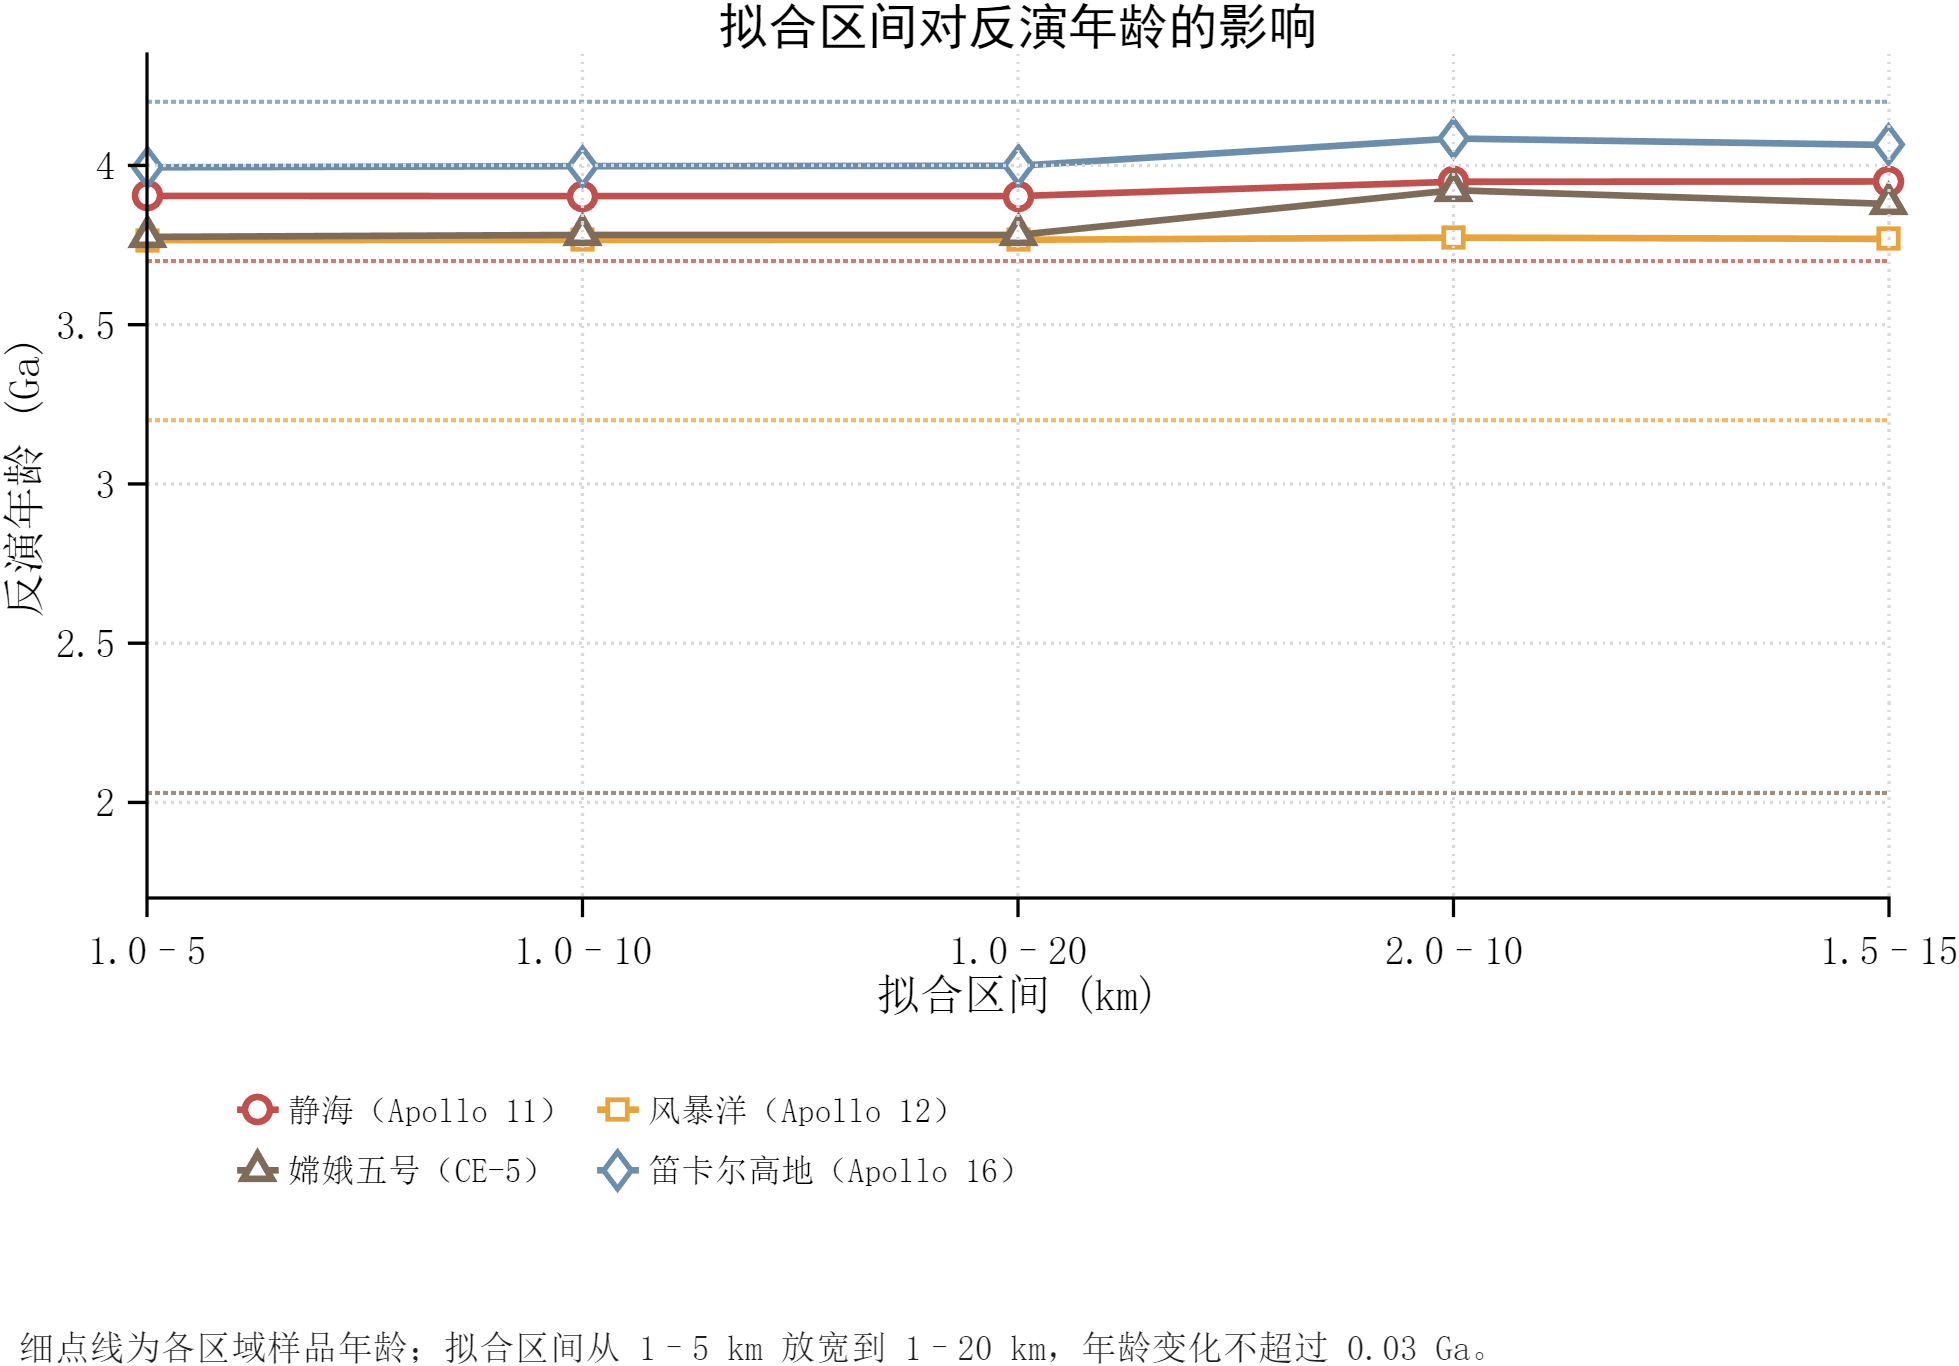 拟合区间对反演年龄的影响
反演年龄 (Ga)
4
3.5
3
2.5
2
1.0–5 1.0–10 1.0–20 2.0–10 1.5–15
拟合区间 (km)
静海（Apollo 11） 风暴洋（Apollo 12）
嫦娥五号（CE-5） 笛卡尔高地（Apollo 16）
细点线为各区域样品年龄；拟合区间从 1–5 km 放宽到 1–20 km，年龄变化不超过 0.03 Ga。